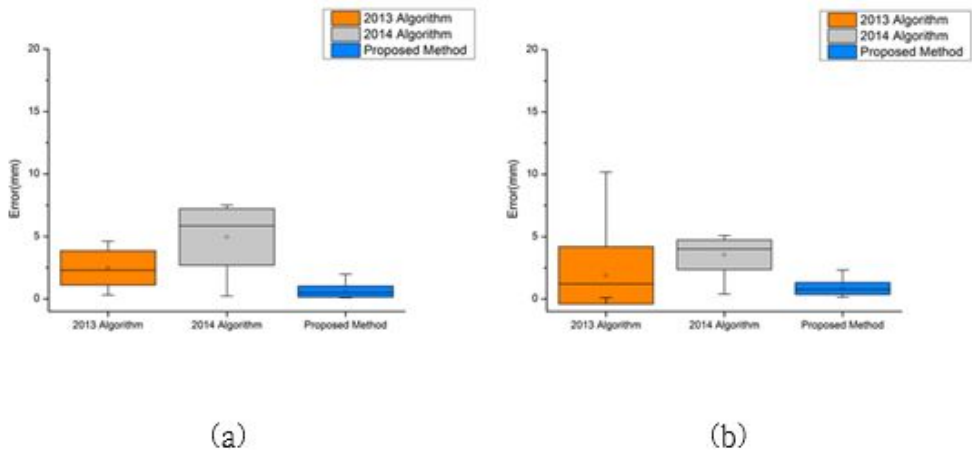 2013 Algorithm
2014 Algorithm
Proposed Method
20
15
10
5
0
Error(mm)
2013 Algorithm 2014 Algorithm Proposed Method
(a)
2013 Algorithm
2014 Algorithm
Proposed Method
20
15
10
5
0
Error(mm)
2013 Algorithm 2014 Algorithm Proposed Method
(b)